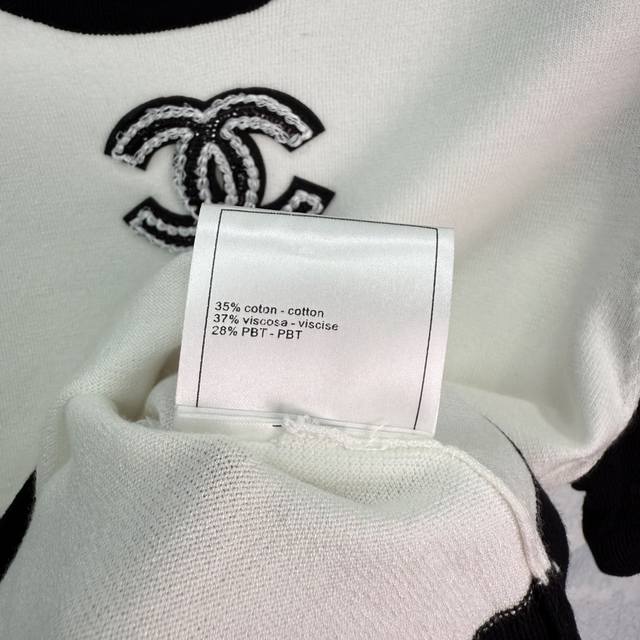 35% coton - cotton
37% viscosa - viscise
28% PBT - PBT